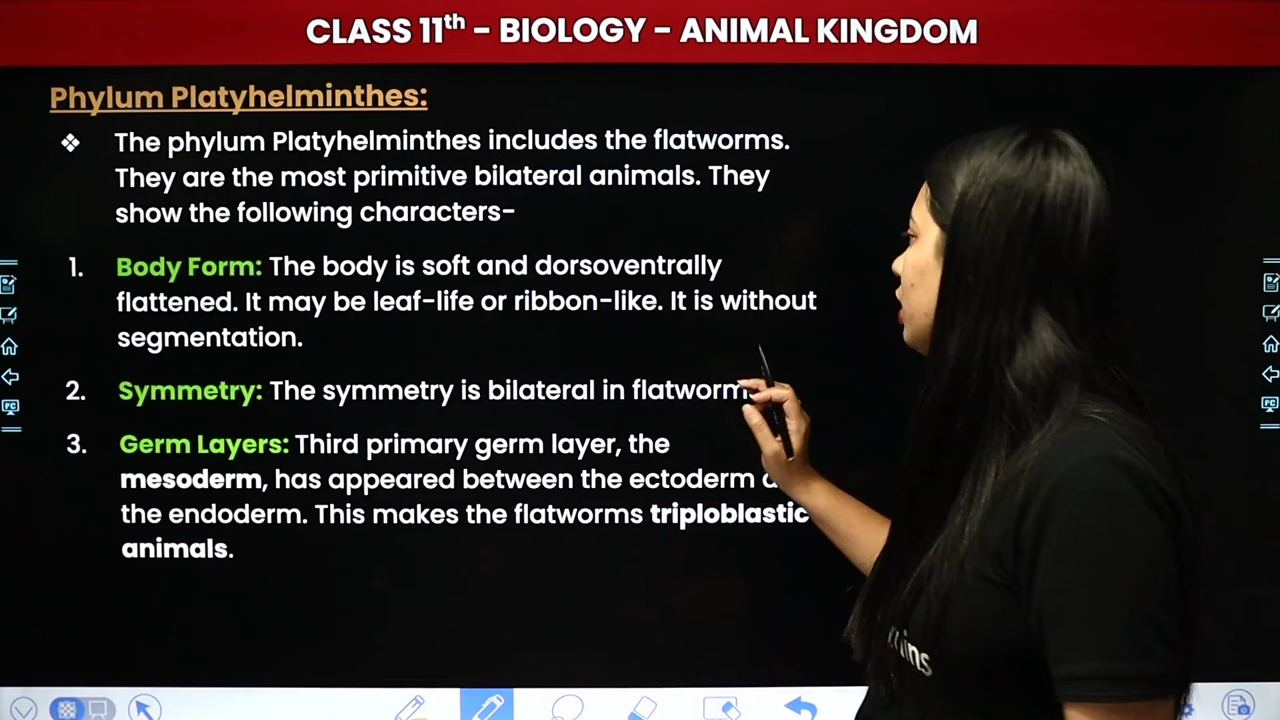 CLASS 11th - BIOLOGY - ANIMAL KINGDOM
Phylum Platyhelminthes:
❖ The phylum Platyhelminthes includes the flatworms.
They are the most primitive bilateral animals. They
show the following characters-
1. Body Form: The body is soft and dorsoventrally
flattened. It may be leaf-life or ribbon-like. It is without
segmentation.
2. Symmetry: The symmetry is bilateral in flatworm
3. Germ Layers: Third primary germ layer, the
mesoderm, has appeared between the ectoderm
the endoderm. This makes the flatworms triploblastic
animals.
PC
PC